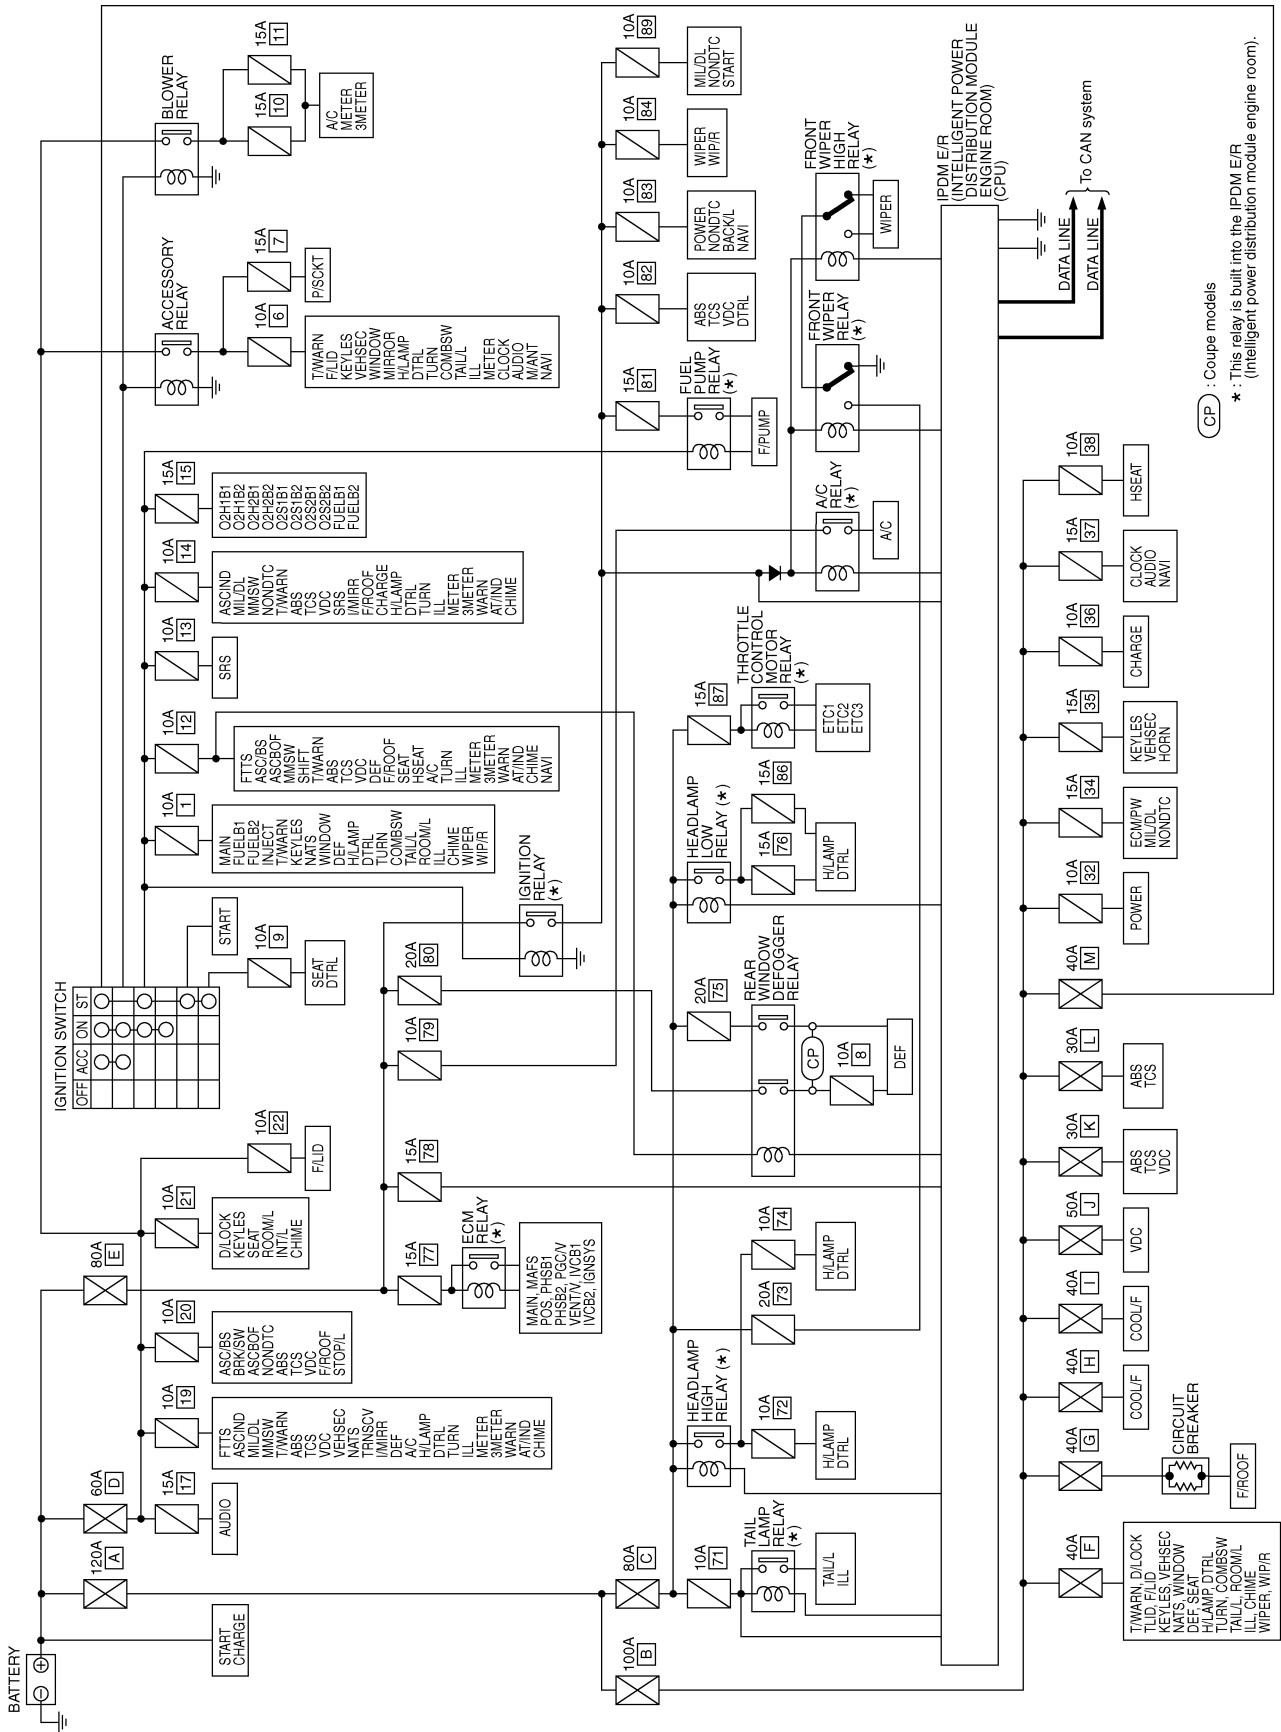 BATTERY
START
CHARGE
120A
A
60A
D
15A
17
AUDIO
10A
19
FTTS
ASCIND
MIL/DL
MMSW
T/WARN
ABS
TCS
VDC
VEHSEC
NATS
TRNSCV
I/MIRR
DEF
A/C
H/LAMP
DTRL
TURN
ILL
METER
3METER
WARN
AT/IND
CHIME
10A
20
ASC/BS
BRK/SW
ASCBOF
NONDTC
ABS
TCS
VDC
F/ROOF
STOP/L
80A
E
10A
21
D/LOCK
KEYLES
SEAT
ROOM/L
INT/L
CHIME
10A
22
F/LID
IGNITION SWITCH
OFF ACC ON ST
START
10A
9
SEAT
DTRL
10A
1
MAIN
FUELB1
FUELB2
INJECT
T/WARN
KEYLES
NATS
WINDOW
DEF
H/LAMP
DTRL
TURN
COMBSW
TAIL/L
ROOM/L
ILL
CHIME
WIPER
WIP/R
10A
12
FTTS
ASC/BS
ASCBOF
MMSW
SHIFT
T/WARN
ABS
TCS
VDC
DEF
F/ROOF
SEAT
HSEAT
A/C
TURN
ILL
METER
3METER
WARN
AT/IND
CHIME
NAVI
10A
13
SRS
10A
14
ASCIND
MIL/DL
MMSW
NONDTC
T/WARN
ABS
TCS
VDC
SRS
I/MIRR
F/ROOF
CHARGE
H/LAMP
DTRL
TURN
ILL
METER
3METER
WARN
AT/IND
CHIME
15A
15
O2H1B1
O2H1B2
O2H2B1
O2H2B2
O2S1B1
O2S1B2
O2S2B1
O2S2B2
FUELB1
FUELB2
ACCESSORY
RELAY
10A
6
T/WARN
F/LID
KEYLES
VEHSEC
WINDOW
MIRROR
H/LAMP
DTRL
TURN
COMBSW
TAIL/L
ILL
METER
CLOCK
AUDIO
M/ANT
NAVI
15A
7
P/SCKT
BLOWER
RELAY
15A
10
15A
11
A/C
METER
3METER
15A
77
ECM
RELAY
(*)
MAIN, MAFS
POS, PHSB1
PHSB2, PGC/V
VENT/V, IVCB1
IVCB2, IGNSYS
15A
78
10A
79
20A
80
IGNITION
RELAY
(*)
15A
81
FUEL
PUMP
RELAY
(*)
F/PUMP
10A
82
ABS
TCS
VDC
DTRL
10A
83
POWER
NONDTC
BACK/L
NAVI
10A
84
WIPER
WIP/R
10A
89
MIL/DL
NONDTC
START
100A
B
80A
C
10A
71
TAIL
LAMP
RELAY
(*)
TAIL/L
ILL
HEADLAMP
HIGH
RELAY (*)
10A
72
H/LAMP
DTRL
20A
73
10A
74
H/LAMP
DTRL
20A
75
REAR
WINDOW
DEFOGGER
RELAY
CP
10A
8
DEF
HEADLAMP
LOW
RELAY (*)
15A
76
15A
86
H/LAMP
DTRL
15A
87
THROTTLE
CONTROL
MOTOR
RELAY
(*)
ETC1
ETC2
ETC3
A/C
RELAY
(*)
A/C
FRONT
WIPER
RELAY
(*)
FRONT
WIPER
HIGH
RELAY
(*)
WIPER
IPDM E/R
(INTELLIGENT POWER
DISTRIBUTION MODULE
ENGINE ROOM)
(CPU)
DATA LINE
DATA LINE
To CAN system
40A
F
T/WARN, D/LOCK
TLID, F/LID
KEYLES, VEHSEC
NATS, WINDOW
DEF, SEAT
H/LAMP, DTRL
TURN, COMBSW
TAIL/L, ROOM/L
ILL, CHIME
WIPER, WIP/R
40A
G
CIRCUIT
BREAKER
F/ROOF
40A
H
COOL/F
40A
I
COOL/F
50A
J
VDC
30A
K
ABS
TCS
VDC
30A
L
ABS
TCS
40A
M
10A
32
POWER
15A
34
ECM/PW
MIL/DL
NONDTC
15A
35
KEYLES
VEHSEC
HORN
10A
36
CHARGE
15A
37
CLOCK
AUDIO
NAVI
10A
38
HSEAT
CP : Coupe models
* : This relay is built into the IPDM E/R
(Intelligent power distribution module engine room).